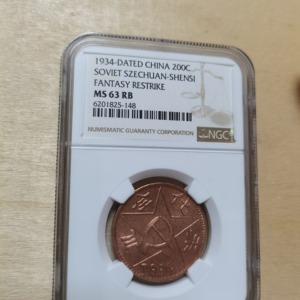 1934-DATED CHINA 200C
SOVIET SZECHUAN-SHENSI
FANTASY RESTRIKE
MS 63 RB
6201825-148
NUMISMATIC GUARANTY CORPORATION
NGC